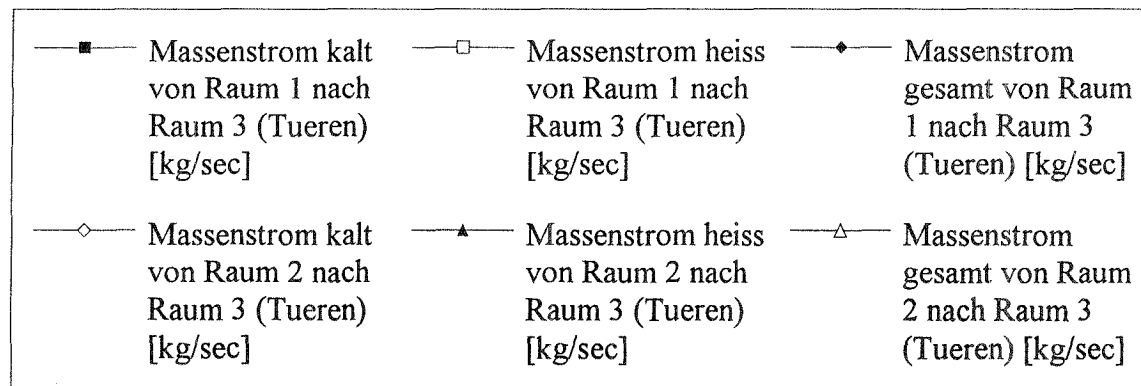 Massenstrom kalt
von Raum 1 nach
Raum 3 (Tueren)
[kg/sec]
Massenstrom heiss
von Raum 1 nach
Raum 3 (Tueren)
[kg/sec]
Massenstrom
gesamt von Raum
1 nach Raum 3
(Tueren) [kg/sec]
Massenstrom kalt
von Raum 2 nach
Raum 3 (Tueren)
[kg/sec]
Massenstrom heiss
von Raum 2 nach
Raum 3 (Tueren)
[kg/sec]
Massenstrom
gesamt von Raum
2 nach Raum 3
(Tueren) [kg/sec]